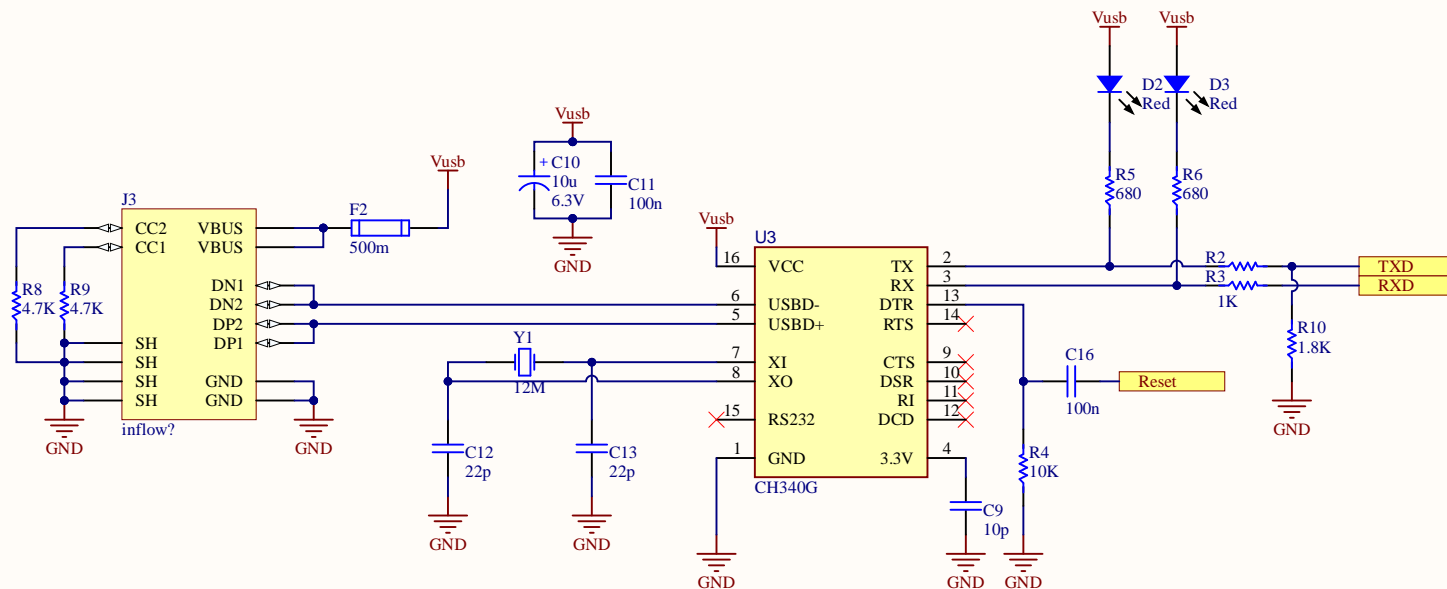 Vusb
Vusb
D2
Red
D3
Red
Vusb
+
C10
10u
6.3V
C11
100n
GND
Vusb
R5
680
R6
680
J3
CC2
CC1
VBUS
VBUS
DN1
DN2
DP2
DP1
SH
SH
SH
SH
GND
GND
inflow?
F2
500m
R8
4.7K
R9
4.7K
GND
GND
Vusb
U3
16
VCC
6
USBD-
5
USBD+
7
XI
8
XO
15
RS232
1
GND
TX
2
RX
3
DTR
13
RTS
14
CTS
9
DSR
10
RI
11
DCD
12
3.3V
4
CH340G
Y1
12M
C12
22p
C13
22p
GND
GND
GND
R2
R3
1K
TXD
RXD
R10
1.8K
GND
C16
100n
Reset
R4
10K
C9
10p
GND
GND